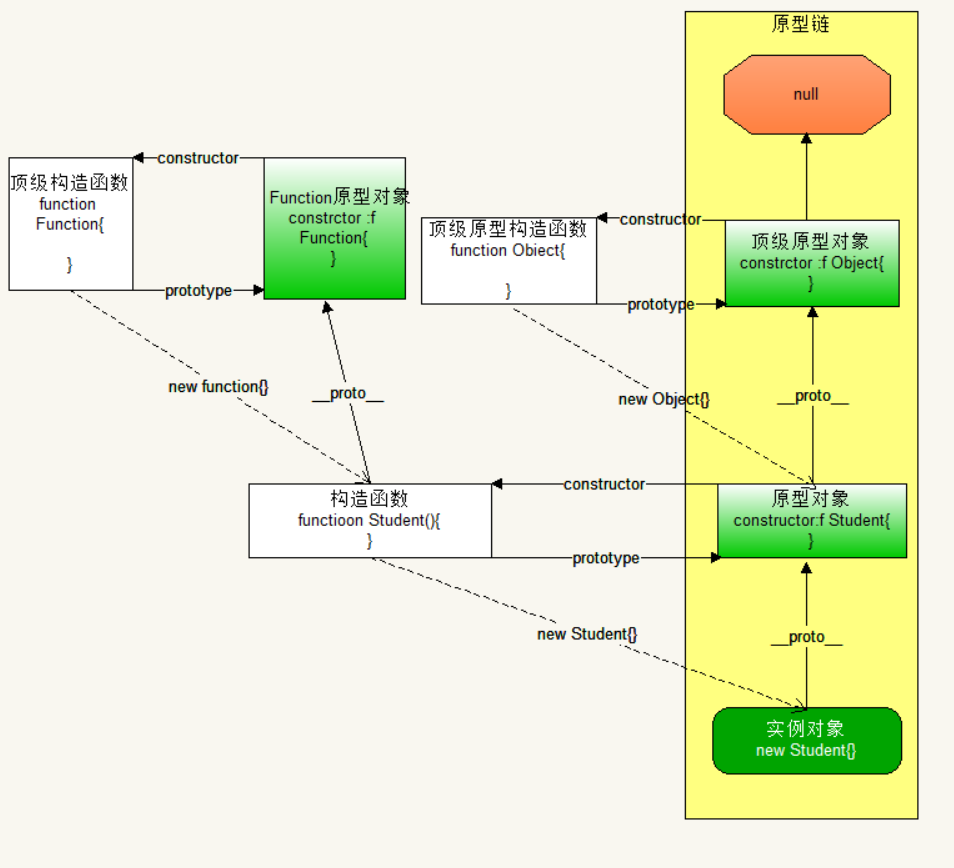 原型链
null
constructor
顶级构造函数
function
Function{
}
Function原型对象
constrctor :f
Function{
}
prototype
constructor
顶级原型构造函数
function Obiect{
}
顶级原型对象
constrctor :f Object{
}
prototype
new function{}
__proto__
new Object{}
__proto__
构造函数
functioon Student(){
}
constructor
原型对象
constructor:f Student{
}
prototype
new Student{}
__proto__
实例对象
new Student{}